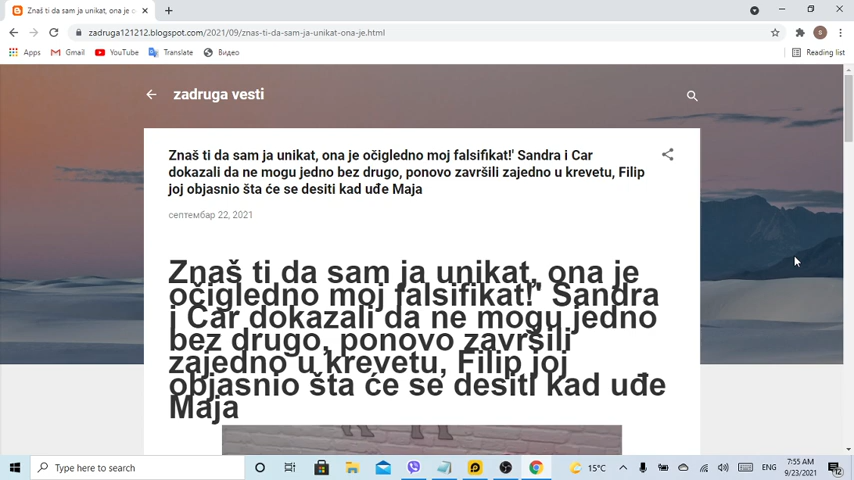 Znaš ti da sam ja unikat, ona je o
zadruga121212.blogspot.com/2021/09/znas-ti-da-sam-ja-unikat-ona-je.html
Apps
Gmail
YouTube
Translate
Видео
Reading list
zadruga vesti
Znaš ti da sam ja unikat, ona je očigledno moj falsifikat!' Sandra i Car
dokazali da ne mogu jedno bez drugo, ponovo završili zajedno u krevetu, Filip
joj objasnio šta će se desiti kad uđe Maja
септембар 22, 2021
Znaš ti da sam ja unikat, ona je
očigledno moj falsifikat!' Sandra
i Car dokazali da ne mogu jedno
bez drugo, ponovo završili
zajedno u krevetu, Filip joj
objasnio šta će se desiti kad uđe
Maja
Type here to search
15°C
ENG
7:55 AM
9/23/2021
12